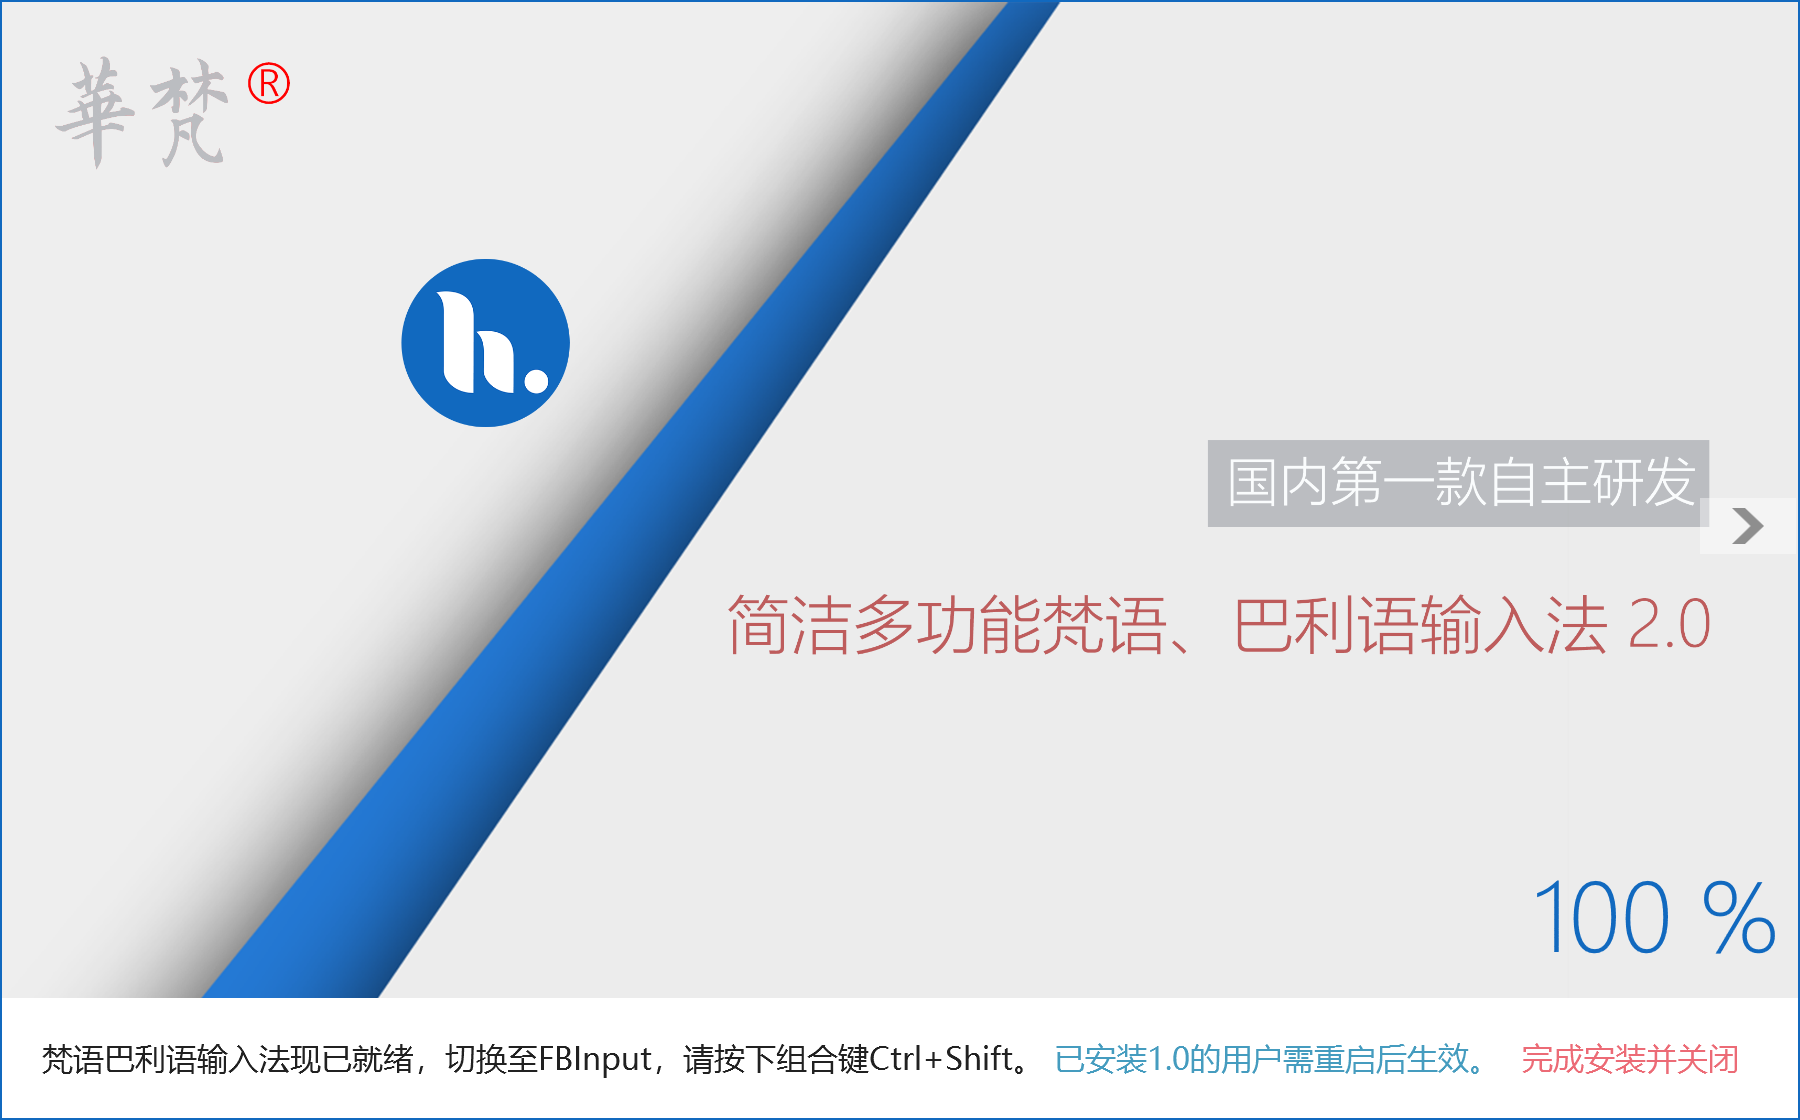 華梵®
h.
国内第一款自主研发
简洁多功能梵语、巴利语输入法 2.0
100 %
梵语巴利语输入法现已就绪，切换至FBInput，请按下组合键Ctrl+Shift。 已安装1.0的用户需重启后生效。 完成安装并关闭